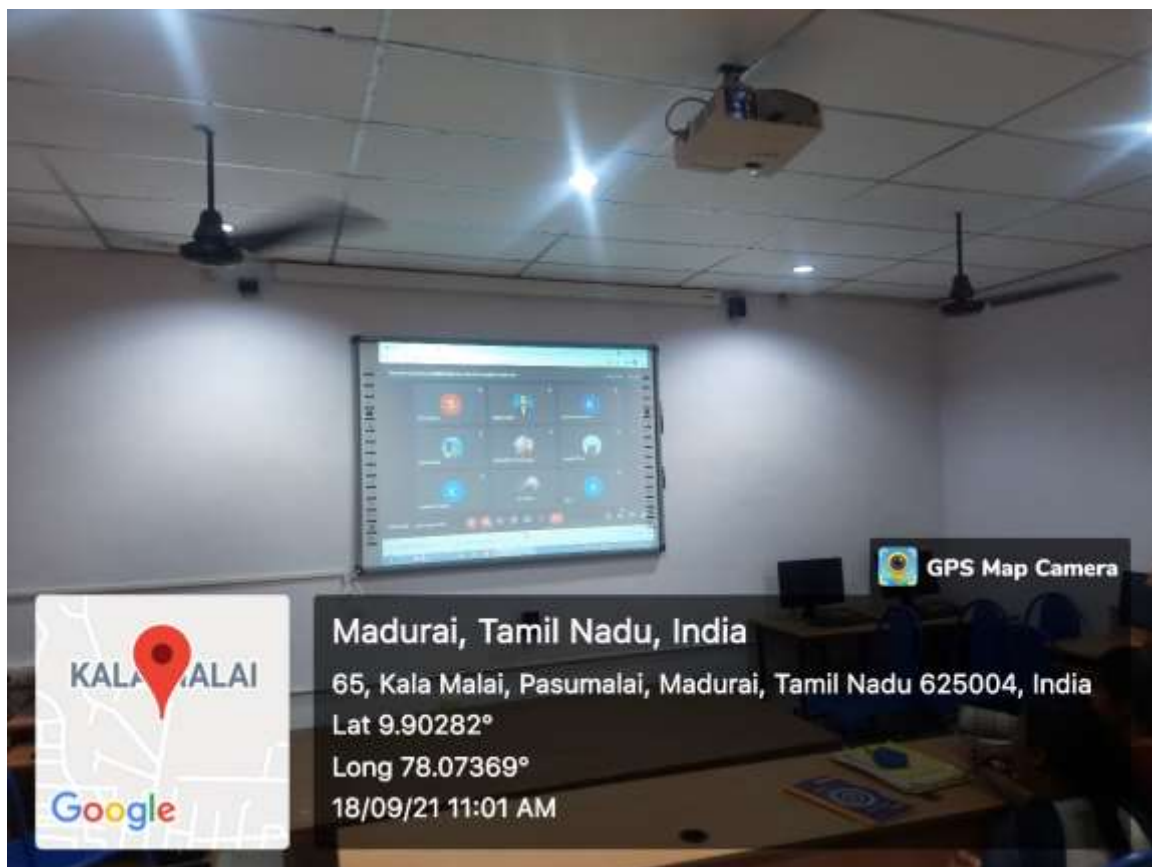 GPS Map Camera
KALA MALAI
Google
Madurai, Tamil Nadu, India
65, Kala Malai, Pasumalai, Madurai, Tamil Nadu 625004, India
Lat 9.90282°
Long 78.07369°
18/09/21 11:01 AM